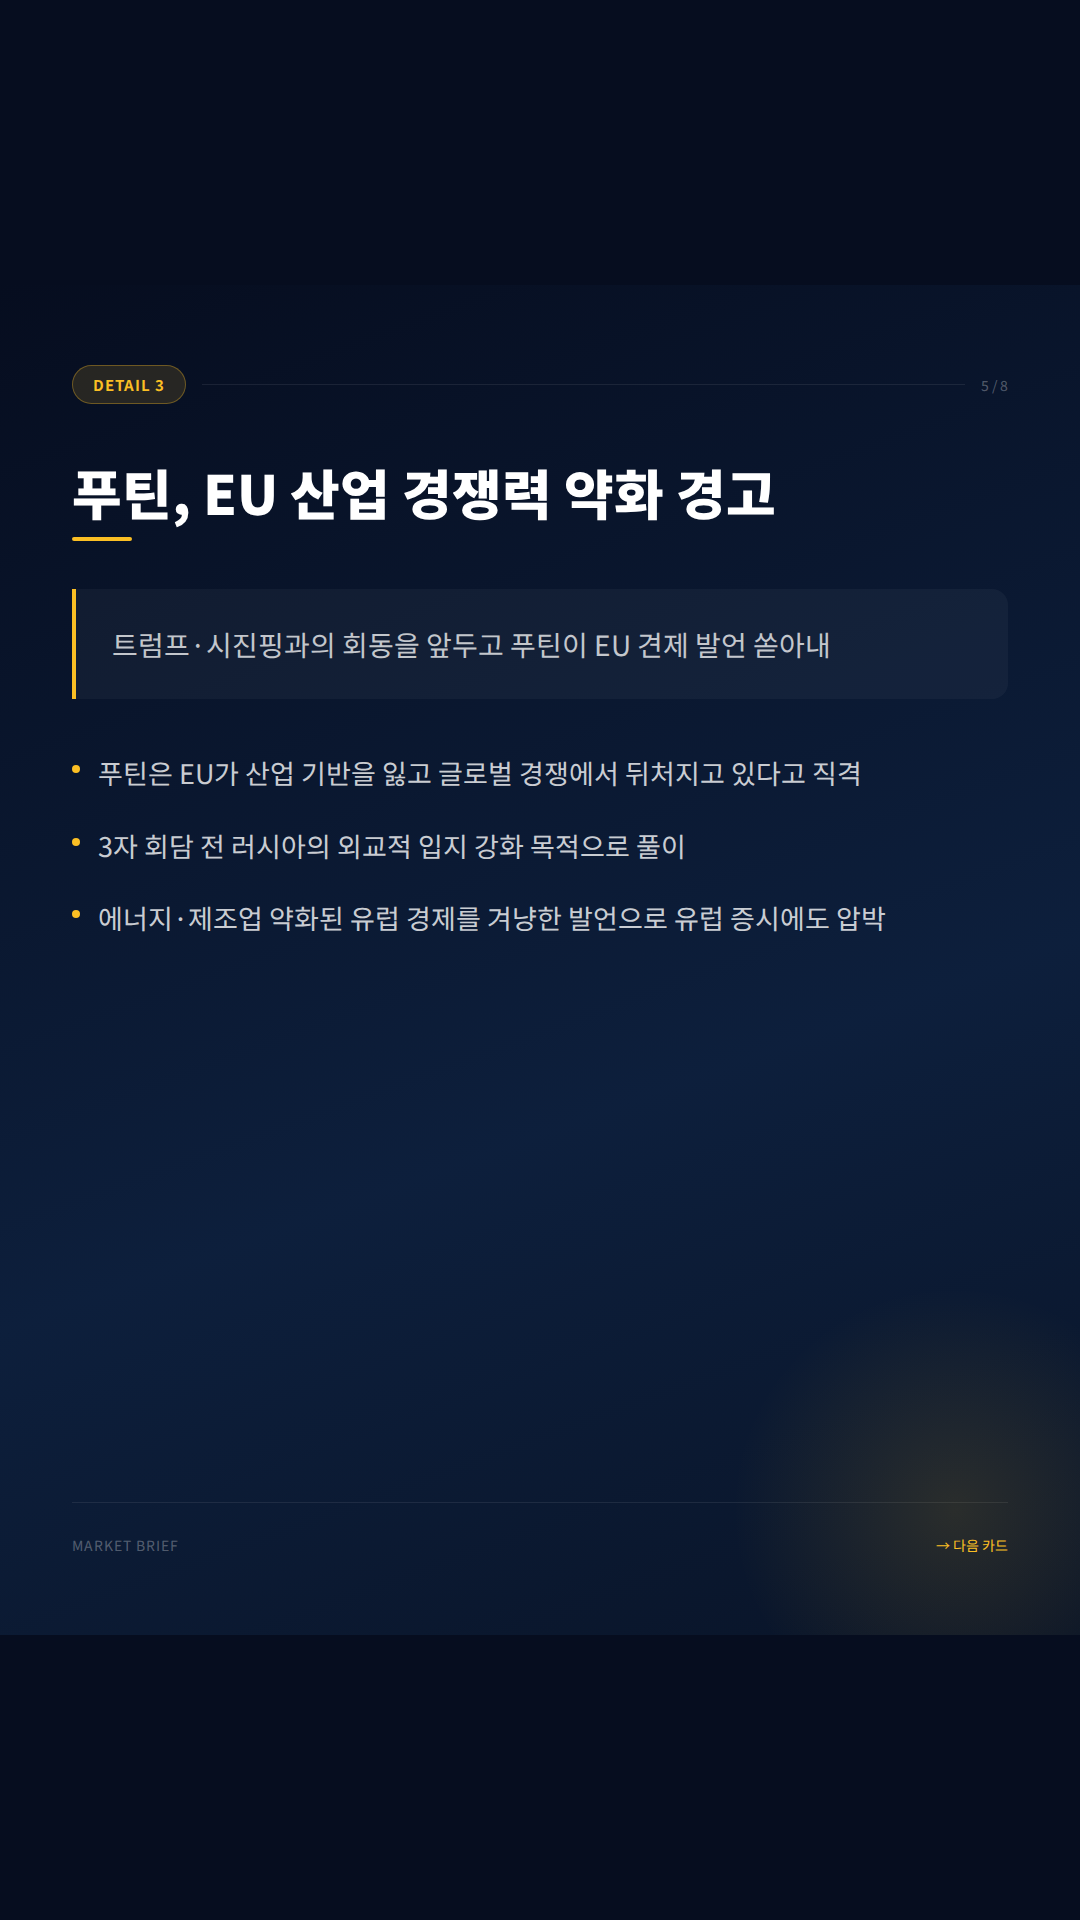 DETAIL 3
5 / 8
푸틴, EU 산업 경쟁력 약화 경고
트럼프·시진핑과의 회동을 앞두고 푸틴이 EU 견제 발언 쏟아내
푸틴은 EU가 산업 기반을 잃고 글로벌 경쟁에서 뒤처지고 있다고 직격
3자 회담 전 러시아의 외교적 입지 강화 목적으로 풀이
에너지·제조업 약화된 유럽 경제를 겨냥한 발언으로 유럽 증시에도 압박
MARKET BRIEF
→ 다음 카드